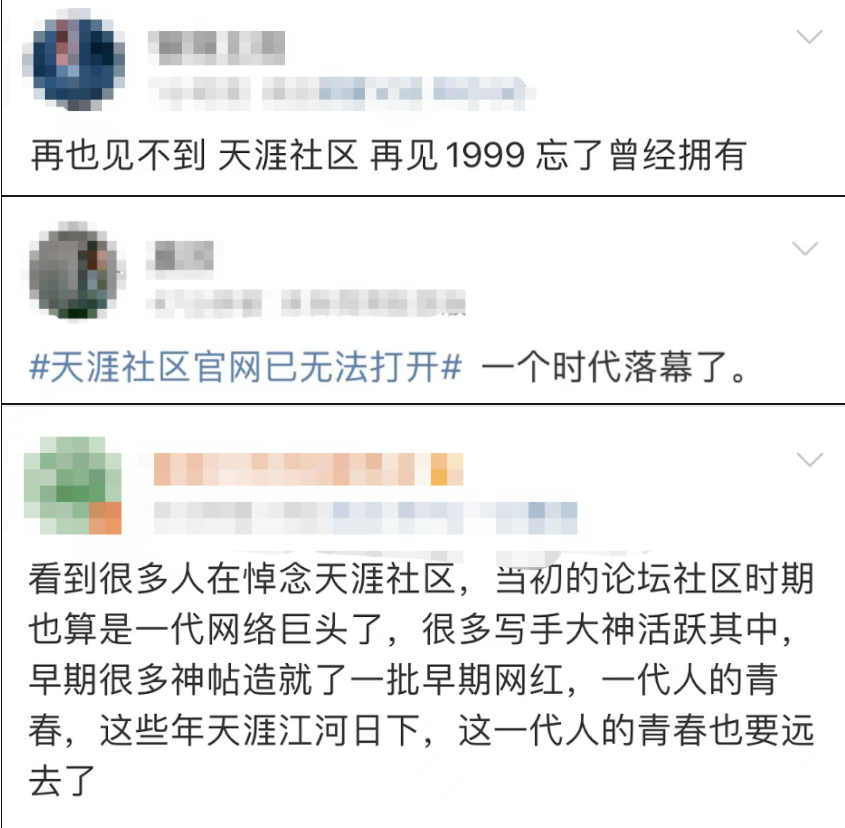 再也见不到 天涯社区 再见1999 忘了曾经拥有
#天涯社区官网已无法打开# 一个时代落幕了。
看到很多人在悼念天涯社区，当初的论坛社区时期
也算是一代网络巨头了，很多写手大神活跃其中，
早期很多神帖造就了一批早期网红，一代人的青
春，这些年天涯江河日下，这一代人的青春也要远
去了